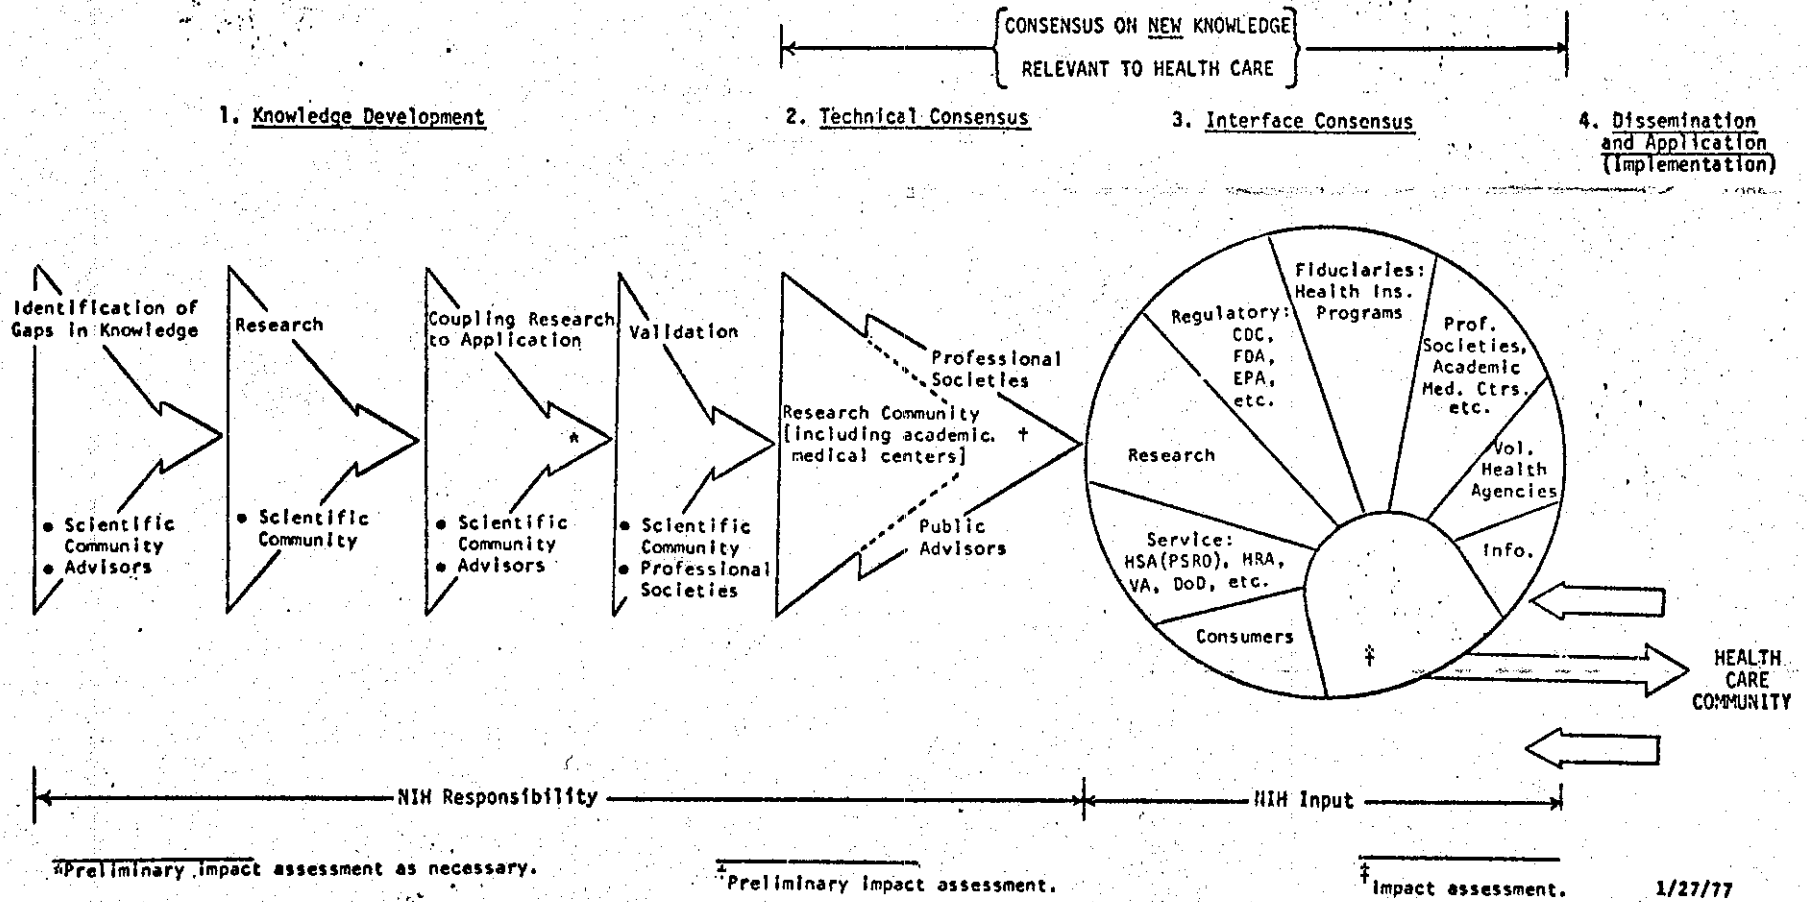 CONSENSUS ON NEW KNOWLEDGE
RELEVANT TO HEALTH CARE
1. Knowledge Development
2. Technical Consensus
3. Interface Consensus
4. Dissemination
and Application
(Implementation)
Identification of
Gaps in Knowledge
• Scientific
Community
• Advisors
Research
• Scientific
Community
Coupling Research
to Application
*
• Scientific
Community
• Advisors
Validation
• Scientific
Community
• Professional
Societies
Professional
Societies
Research Community
[including academic
medical centers]
†
Public
Advisors
Fiduciaries:
Health Ins.
Programs
Regulatory:
CDC,
FDA,
EPA,
etc.
Prof.
Societies,
Academic
Med. Ctrs.
etc.
Research
Vol.
Health
Agencies
Service:
HSA(PSRO), HRA,
VA, DoD, etc.
Info.
Consumers
‡
HEALTH
CARE
COMMUNITY
NIH Responsibility
NIH Input
*Preliminary impact assessment as necessary.
†Preliminary impact assessment.
‡Impact assessment.
1/27/77